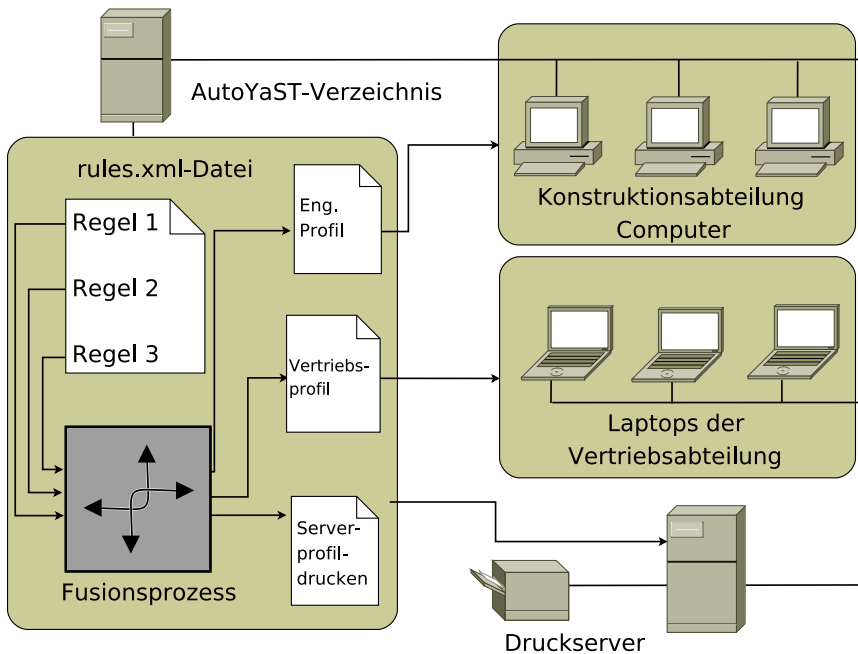 AutoYaST-Verzeichnis
rules.xml-Datei
Regel 1
Regel 2
Regel 3
Fusionsprozess
Eng.
Profil
Vertriebs-
profil
Server-
profil-
drucken
Konstruktionsabteilung
Computer
Laptops der
Vertriebsabteilung
Druckserver